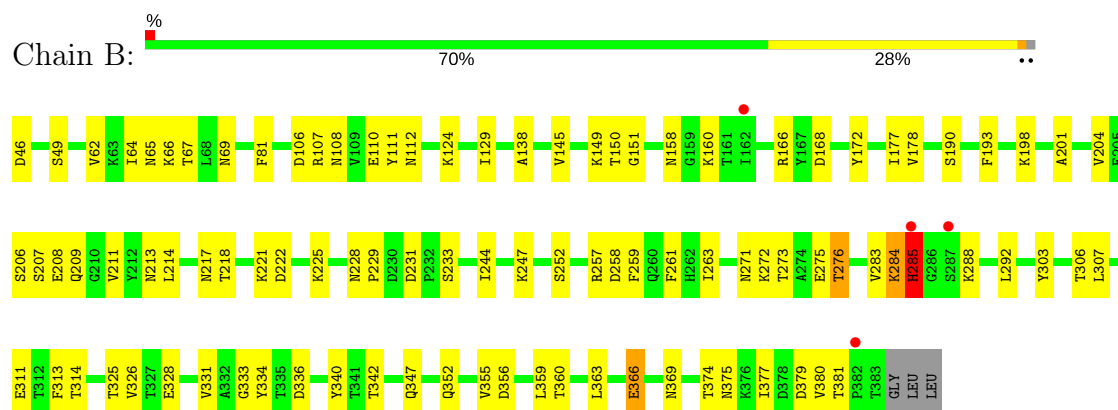 %
Chain B:
70% 28% ••
D46 S49 V62 K63 I64 N65 K66 T67 L68 N69 F81 D106 R107 N108 V109 E110 Y111 N112 K124 I129 A138 V145 K149 T150 G151 N158 G159 K160 T161 I162 R166 Y167 D168 Y172 I177 V178 S190 F193 K198 A201 V204 E205
S206 S207 E208 Q209 G210 V211 Y212 N213 L214 N217 T218 K221 D222 K225 N228 P229 D230 D231 P232 S233 I244 K247 S252 R257 D258 F259 Q260 F261 H262 I263 N271 K272 T273 A274 E275 T276 V283 K284 H285 G286 S287 K288 L292 Y303 T306 L307
E311 T312 F313 T314 T325 V326 T327 E328 V331 A332 G333 Y334 T335 D336 Y340 T341 T342 Q347 Q352 V355 D356 L359 T360 L363 E366 N369 T374 N375 K376 I377 D378 D379 V380 T381 P382 T383 GLY LEU LEU